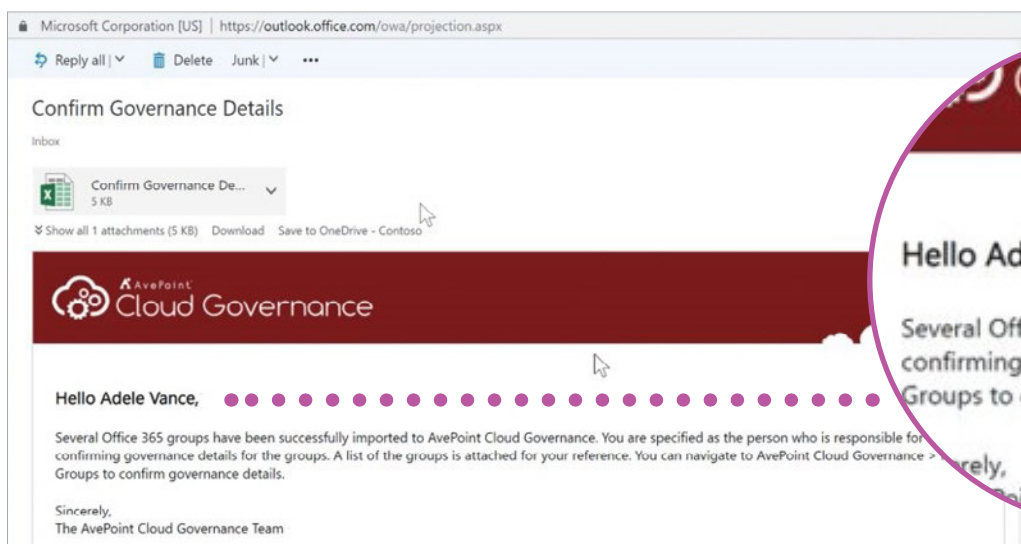 Microsoft Corporation [US] | https://outlook.office.com/owa/projection.aspx
Reply all | Delete Junk | •••
Confirm Governance Details
Inbox
Confirm Governance De...
5 KB
Show all 1 attachments (5 KB) Download Save to OneDrive - Contoso
AvePoint
Cloud Governance
Hello Adele Vance,
Several Office 365 groups have been successfully imported to AvePoint Cloud Governance. You are specified as the person who is responsible for
confirming governance details for the groups. A list of the groups is attached for your reference. You can navigate to AvePoint Cloud Governance >
Groups to confirm governance details.
Sincerely,
The AvePoint Cloud Governance Team
Hello Ad
Several Off
confirming
Groups to
rely,